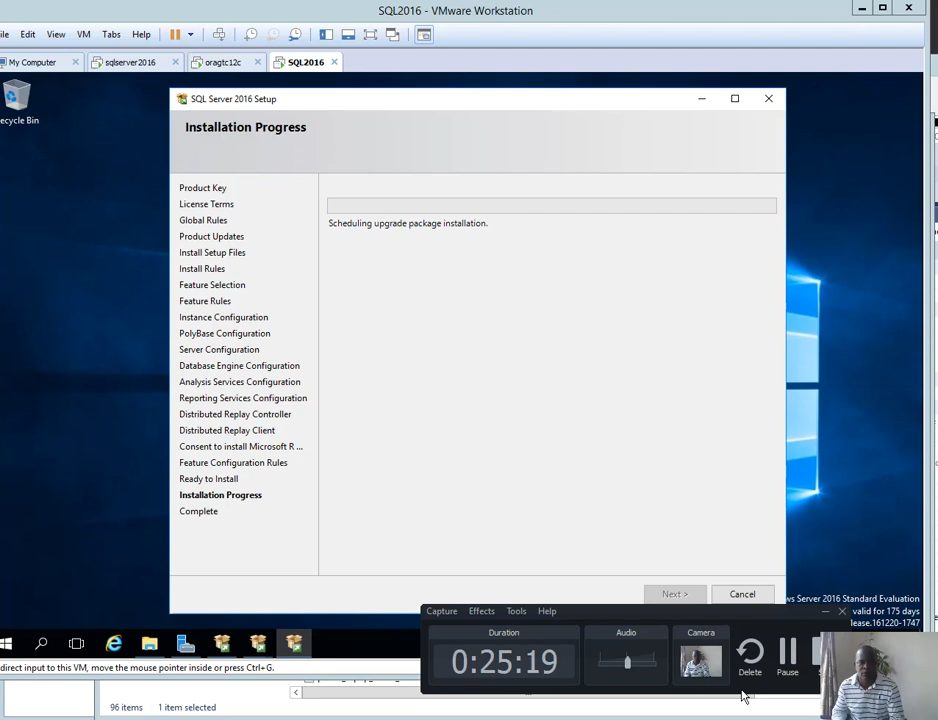 SQL2016 - VMware Workstation
ile Edit View VM Tabs Help
My Computer sqlserver2016 oragtc12c SQL2016
ecycle Bin
SQL Server 2016 Setup
Installation Progress
Product Key
License Terms
Global Rules
Product Updates
Install Setup Files
Install Rules
Feature Selection
Feature Rules
Instance Configuration
PolyBase Configuration
Server Configuration
Database Engine Configuration
Analysis Services Configuration
Reporting Services Configuration
Distributed Replay Controller
Distributed Replay Client
Consent to install Microsoft R ...
Feature Configuration Rules
Ready to Install
Installation Progress
Complete
Scheduling upgrade package installation.
Next > Cancel
ws Server 2016 Standard Evaluation
valid for 175 days
lease.161220-1747
Capture Effects Tools Help
Duration Audio Camera
0:25:19
Delete Pause
direct input to this VM, move the mouse pointer inside or press Ctrl+G.
96 items 1 item selected